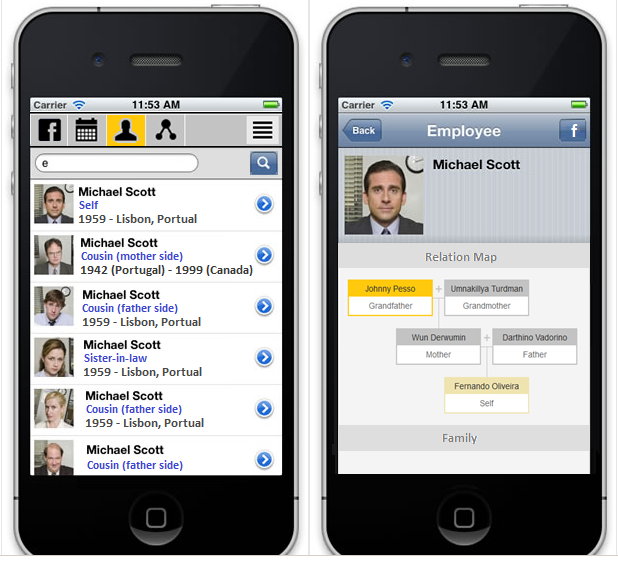 Carrier 11:53 AM
f
e
Michael Scott
Self
1959 - Lisbon, Portual
Michael Scott
Cousin (mother side)
1942 (Portugal) - 1999 (Canada)
Michael Scott
Cousin (father side)
1959 - Lisbon, Portual
Michael Scott
Sister-in-law
1959 - Lisbon, Portual
Michael Scott
Cousin (father side)
1959 - Lisbon, Portual
Michael Scott
Cousin (father side)
Carrier 11:53 AM
Back Employee f
Michael Scott
Relation Map
Johnny Pesso + Umnakillya Turdman
Grandfather Grandmother
Wun Derwumin + Darthino Vadorino
Mother Father
Fernando Oliveira
Self
Family